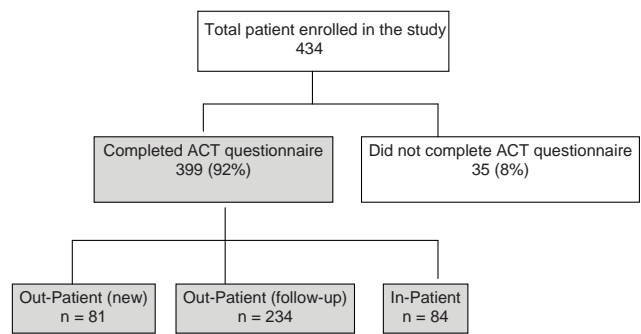 Total patient enrolled in the study
434
Completed ACT questionnaire
399 (92%)
Did not complete ACT questionnaire
35 (8%)
Out-Patient (new)
n = 81
Out-Patient (follow-up)
n = 234
In-Patient
n = 84